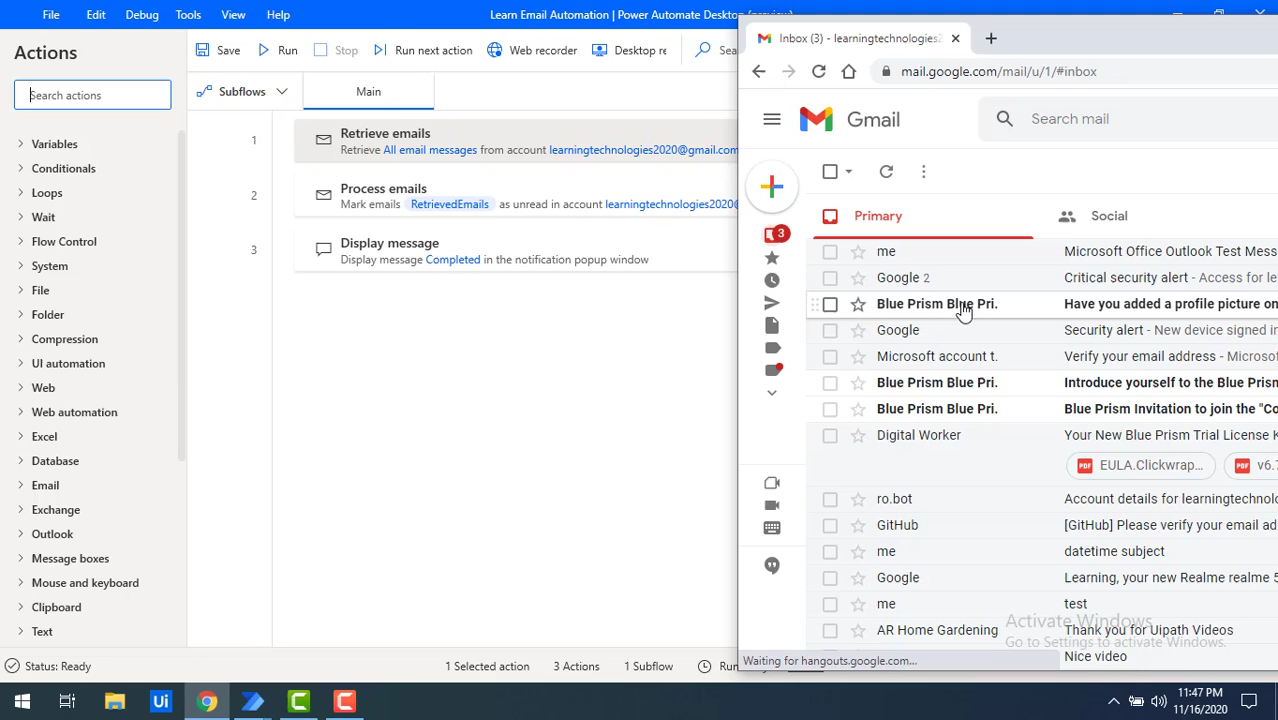 File Edit Debug Tools View Help Learn Email Automation | Power Automate Desktop (preview)
Actions
Search actions
Variables
Conditionals
Loops
Wait
Flow Control
System
File
Folder
Compression
UI automation
Web
Web automation
Excel
Database
Email
Exchange
Outlook
Message boxes
Mouse and keyboard
Clipboard
Text
Save Run Stop Run next action Web recorder Desktop re Sea
Subflows Main
1 Retrieve emails
Retrieve All email messages from account learningtechnologies2020@gmail.com
2 Process emails
Mark emails RetrievedEmails as unread in account learningtechnologies2020@
3 Display message
Display message Completed in the notification popup window
Status: Ready 1 Selected action 3 Actions 1 Subflow Ru
Inbox (3) - learningtechnologies2
mail.google.com/mail/u/1/#inbox
Gmail Search mail
3
Primary Social
me Microsoft Office Outlook Test Mess
Google 2 Critical security alert - Access for le
Blue Prism Blue Pri. Have you added a profile picture on
Google Security alert - New device signed in
Microsoft account t. Verify your email address - Microso
Blue Prism Blue Pri. Introduce yourself to the Blue Prism
Blue Prism Blue Pri. Blue Prism Invitation to join the "Co
Digital Worker Your New Blue Prism Trial License K
PDF EULA.Clickwrap... PDF v6.7
ro.bot Account details for learningtechnolo
GitHub [GitHub] Please verify your email ad
me datetime subject
Google Learning, your new Realme realme 5
me test
AR Home Gardening Thank you for Uipath Videos
Nice video
Activate Windows
Go to Settings to activate Windows.
Waiting for hangouts.google.com...
Ui
11:47 PM
11/16/2020